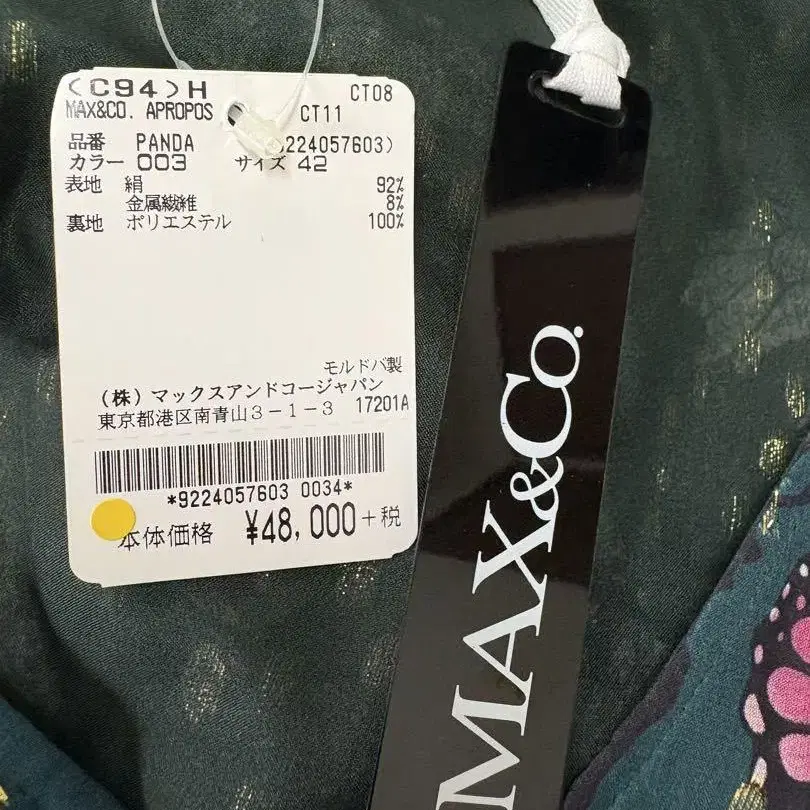 (C94)H CT08
MAX&CO. APROPOS CT11
品番 PANDA 9224057603)
カラー 003 サイズ 42
表地 絹 92%
金属繊維 8%
裏地 ポリエステル 100%
モルドバ製
(株)マックスアンドコージャパン
東京都港区南青山3-1-3 17201A
*9224057603 0034*
本体価格 ¥48,000+税
MAX&Co.